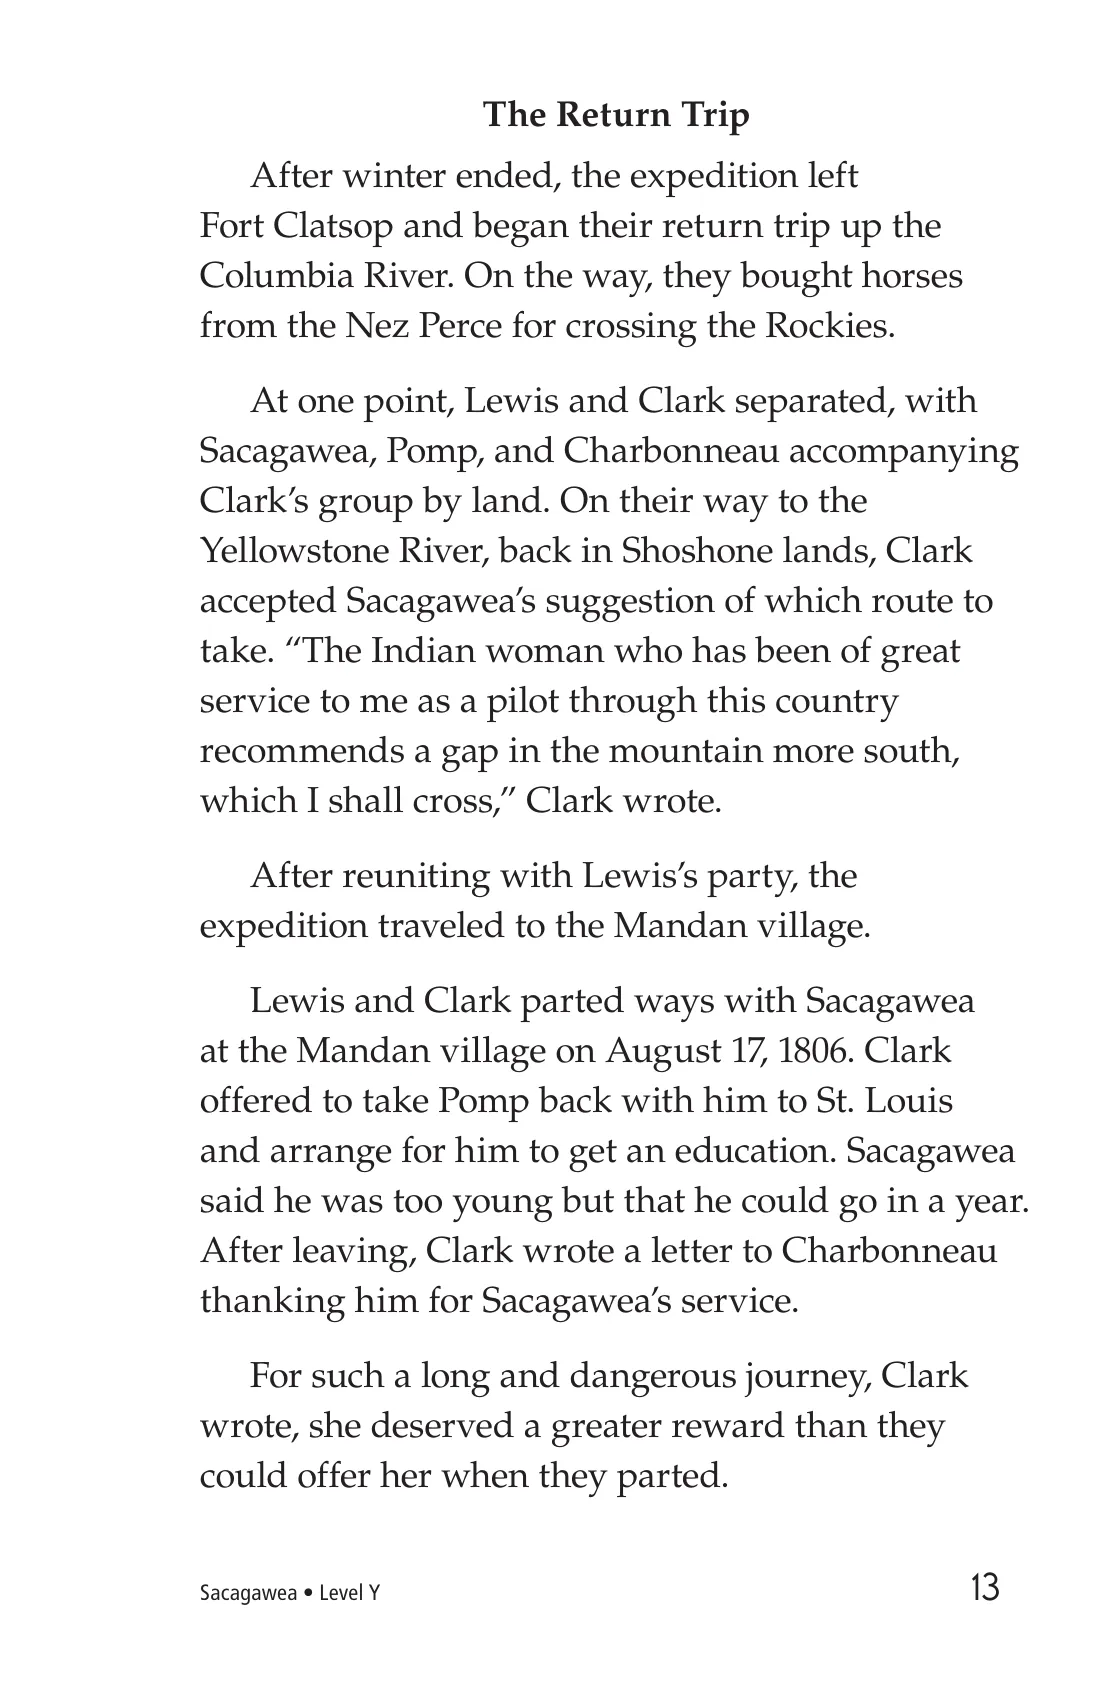 The Return Trip
After winter ended, the expedition left
Fort Clatsop and began their return trip up the
Columbia River. On the way, they bought horses
from the Nez Perce for crossing the Rockies.
At one point, Lewis and Clark separated, with
Sacagawea, Pomp, and Charbonneau accompanying
Clark’s group by land. On their way to the
Yellowstone River, back in Shoshone lands, Clark
accepted Sacagawea’s suggestion of which route to
take. “The Indian woman who has been of great
service to me as a pilot through this country
recommends a gap in the mountain more south,
which I shall cross,” Clark wrote.
After reuniting with Lewis’s party, the
expedition traveled to the Mandan village.
Lewis and Clark parted ways with Sacagawea
at the Mandan village on August 17, 1806. Clark
offered to take Pomp back with him to St. Louis
and arrange for him to get an education. Sacagawea
said he was too young but that he could go in a year.
After leaving, Clark wrote a letter to Charbonneau
thanking him for Sacagawea’s service.
For such a long and dangerous journey, Clark
wrote, she deserved a greater reward than they
could offer her when they parted.
Sacagawea • Level Y 13